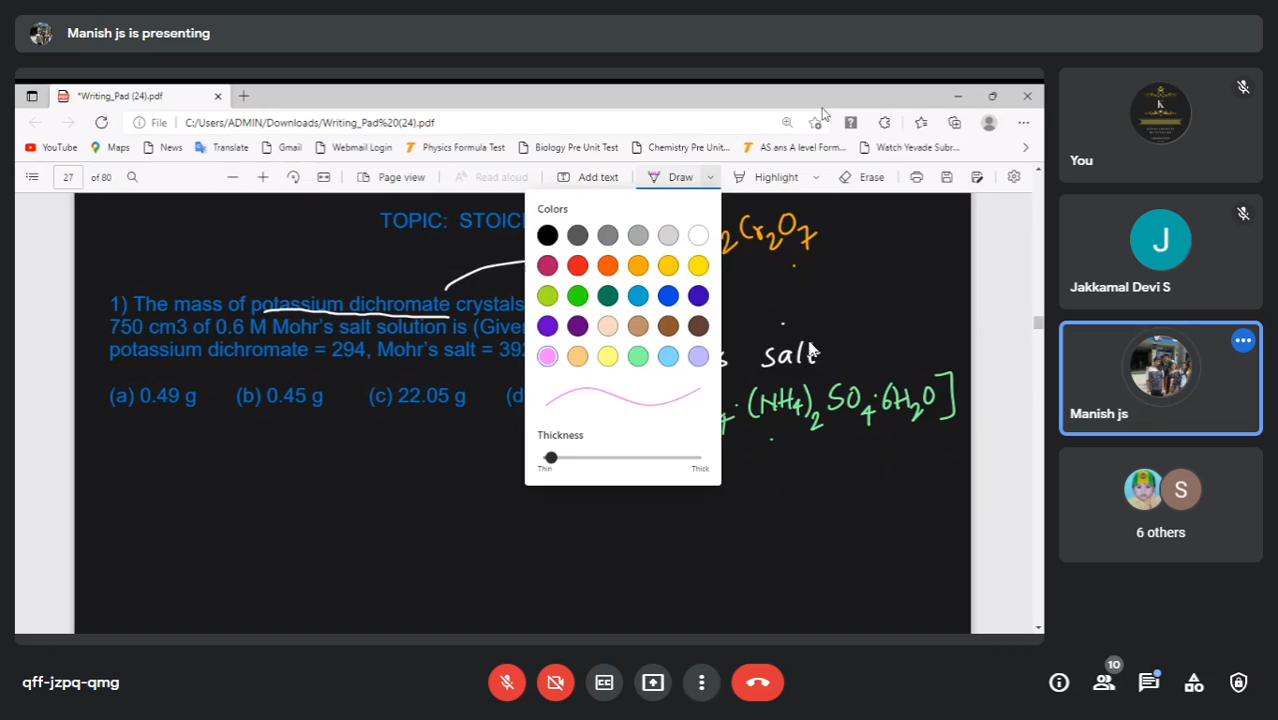 Manish js is presenting
*Writing_Pad (24).pdf
File C:/Users/ADMIN/Downloads/Writing_Pad%20(24).pdf
YouTube Maps News Translate Gmail Webmail Login Physics Formula Test Biology Pre Unit Test Chemistry Pre Unit... AS ans A level Form... Watch Yevade Subr...
27 of 80 Page view Read aloud Add text Draw Highlight Erase
TOPIC: STOIC
2Cr2O7
Colors
1) The mass of potassium dichromate crystals
750 cm3 of 0.6 M Mohr's salt solution is (Given
potassium dichromate = 294, Mohr's salt = 392
s salt
(a) 0.49 g (b) 0.45 g (c) 22.05 g (d
4.(NH4)2SO4.6H2O]
Thickness
Thin Thick
You
J
Jakkamal Devi S
Manish js
S
6 others
qff-jzpq-qmg
10